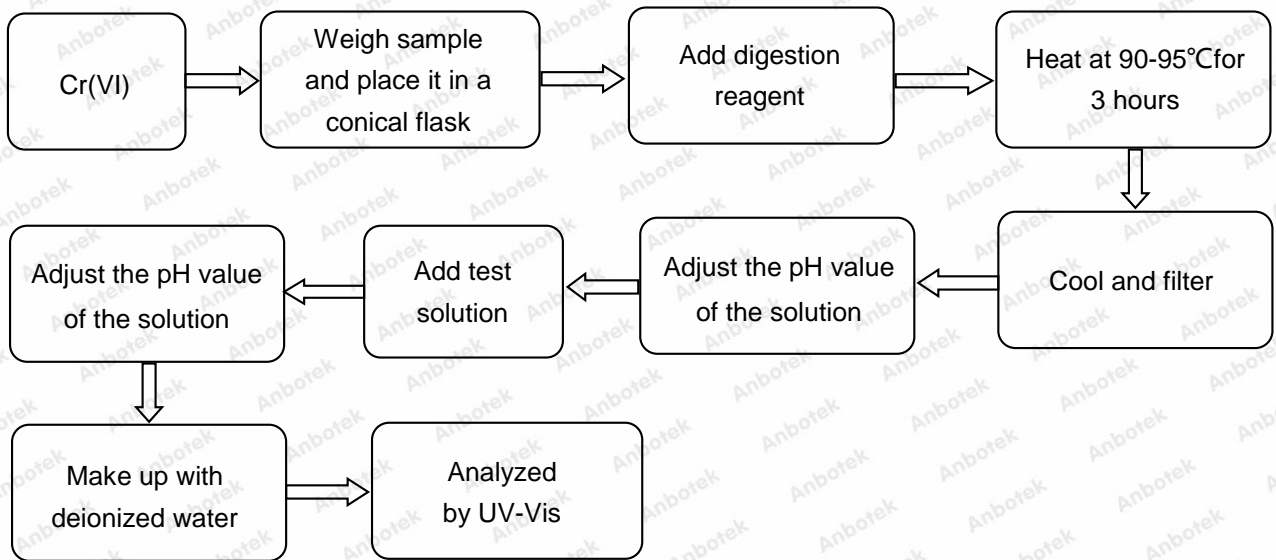 Cr(VI)
Weigh sample
and place it in a
conical flask
Add digestion
reagent
Heat at 90-95℃for
3 hours
Cool and filter
Adjust the pH value
of the solution
Add test
solution
Adjust the pH value
of the solution
Make up with
deionized water
Analyzed
by UV-Vis
Anbotek